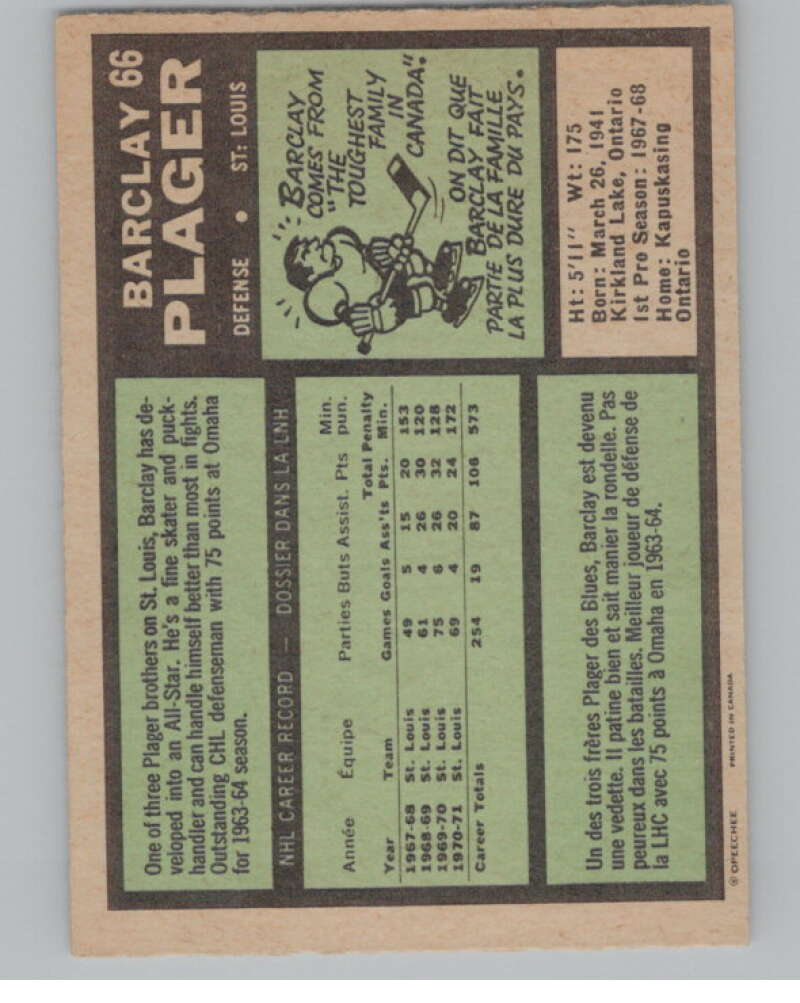 BARCLAY 66
PLAGER
DEFENSE • ST: LOUIS
One of three Plager brothers on St. Louis, Barclay has de-
veloped into an All-Star. He's a fine skater and puck-
handler and can handle himself better than most in fights.
Outstanding CHL defenseman with 75 points at Omaha
for 1963-64 season.
BARCLAY
COMES FROM
"THE
TOUGHEST
FAMILY
IN
CANADA."
ON DIT QUE
BARCLAY FAIT
PARTIE DE LA FAMILLE
LA PLUS DURE DU PAYS.
NHL CAREER RECORD — DOSSIER DANS LA LNH
Min.
Année Équipe Parties Buts Assist. Pts pun.
Total Penalty
Year Team Games Goals Ass'ts Pts. Min.
1967-68 St. Louis 49 5 15 20 153
1968-69 St. Louis 61 4 26 30 120
1969-70 St. Louis 75 6 26 32 128
1970-71 St. Louis 69 4 20 24 172
Career Totals 254 19 87 106 573
Ht: 5'11" Wt: 175
Born: March 26, 1941
Kirkland Lake, Ontario
1st Pro Season: 1967-68
Home: Kapuskasing
Ontario
Un des trois frères Plager des Blues, Barclay est devenu
une vedette. Il patine bien et sait manier la rondelle. Pas
peureux dans les batailles. Meilleur joueur de défense de
la LHC avec 75 points à Omaha en 1963-64.
© OPEECHEE PRINTED IN CANADA